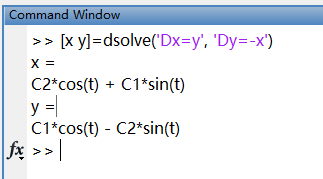 Command Window
>> [x y]=dsolve('Dx=y', 'Dy=-x')
x =
C2*cos(t) + C1*sin(t)
y =
C1*cos(t) - C2*sin(t)
fx >>